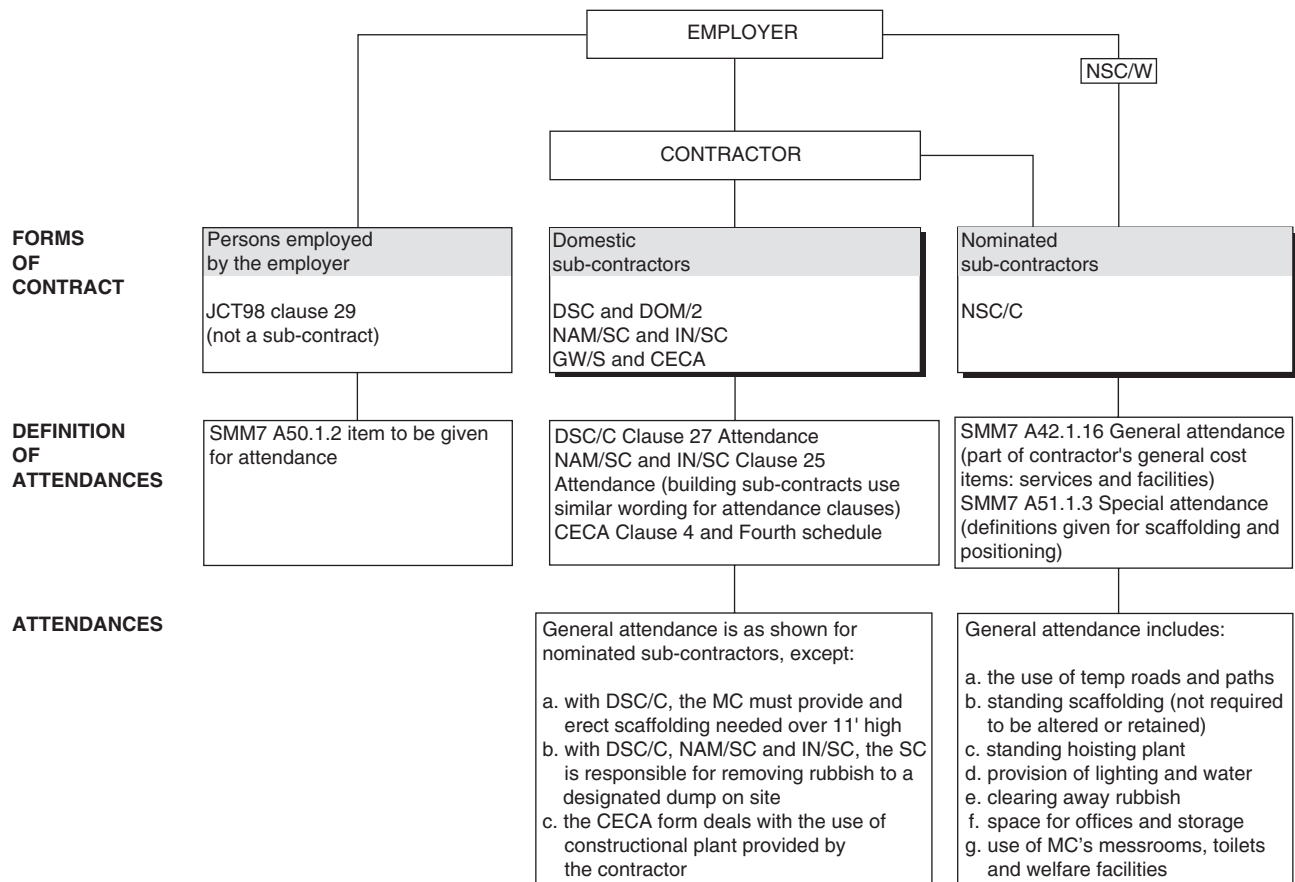 EMPLOYER
NSC/W
CONTRACTOR
FORMS
OF
CONTRACT
Persons employed
by the employer
JCT98 clause 29
(not a sub-contract)
Domestic
sub-contractors
DSC and DOM/2
NAM/SC and IN/SC
GW/S and CECA
Nominated
sub-contractors
NSC/C
DEFINITION
OF
ATTENDANCES
SMM7 A50.1.2 item to be given
for attendance
DSC/C Clause 27 Attendance
NAM/SC and IN/SC Clause 25
Attendance (building sub-contracts use
similar wording for attendance clauses)
CECA Clause 4 and Fourth schedule
SMM7 A42.1.16 General attendance
(part of contractor's general cost
items: services and facilities)
SMM7 A51.1.3 Special attendance
(definitions given for scaffolding and
positioning)
ATTENDANCES
General attendance is as shown for
nominated sub-contractors, except:
a. with DSC/C, the MC must provide and
erect scaffolding needed over 11' high
b. with DSC/C, NAM/SC and IN/SC, the SC
is responsible for removing rubbish to a
designated dump on site
c. the CECA form deals with the use of
constructional plant provided by
the contractor
General attendance includes:
a. the use of temp roads and paths
b. standing scaffolding (not required
to be altered or retained)
c. standing hoisting plant
d. provision of lighting and water
e. clearing away rubbish
f. space for offices and storage
g. use of MC's messrooms, toilets
and welfare facilities